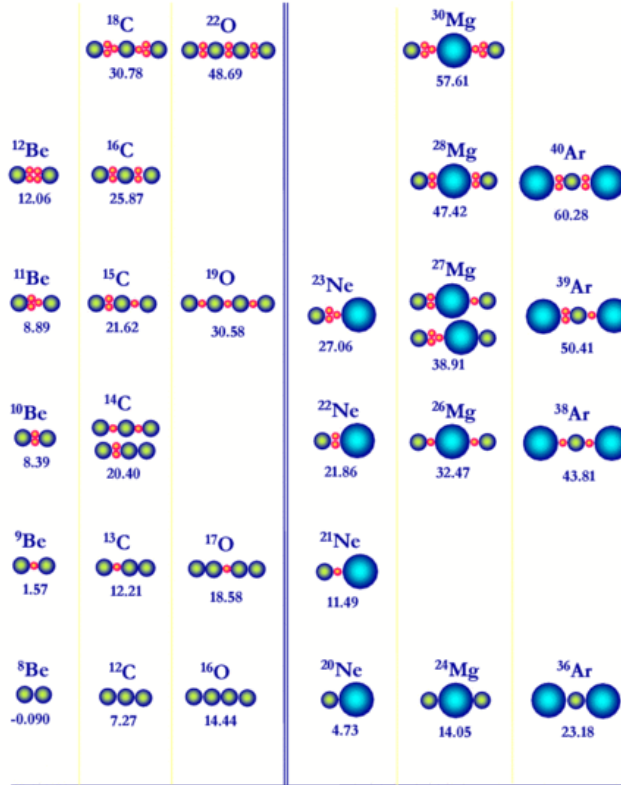 ¹⁸C ²²O ³⁰Mg
30.78 48.69 57.61
¹²Be ¹⁶C ²⁸Mg ⁴⁰Ar
12.06 25.87 47.42 60.28
¹¹Be ¹⁵C ¹⁹O ²³Ne ²⁷Mg ³⁹Ar
8.89 21.62 30.58 27.06 38.91 50.41
¹⁰Be ¹⁴C ²²Ne ²⁶Mg ³⁸Ar
8.39 20.40 21.86 32.47 43.81
⁹Be ¹³C ¹⁷O ²¹Ne
1.57 12.21 18.58 11.49
⁸Be ¹²C ¹⁶O ²⁰Ne ²⁴Mg ³⁶Ar
-0.090 7.27 14.44 4.73 14.05 23.18